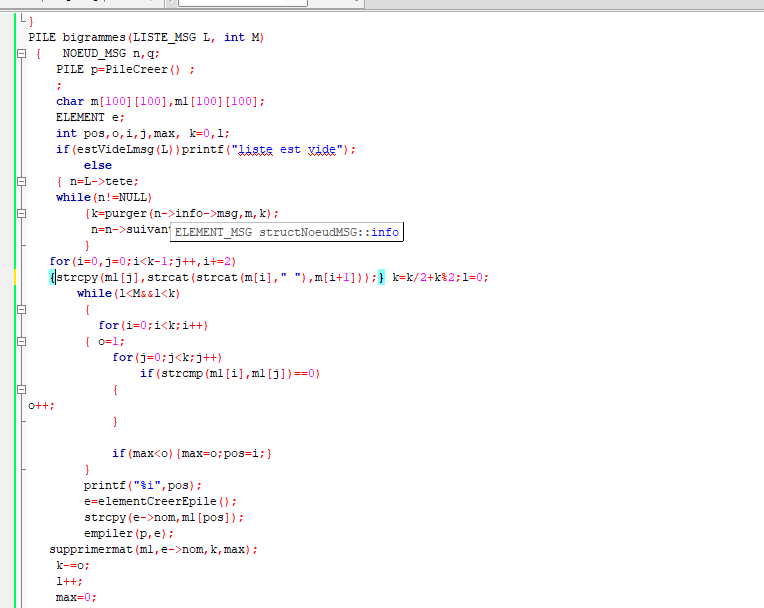 }
PILE bigrammes(LISTE_MSG L, int M)
{ NOEUD_MSG n,q;
PILE p=PileCreer() ;
;
char m[100][100],ml[100][100];
ELEMENT e;
int pos,o,i,j,max, k=0,l;
if(estVideLmsg(L))printf("liste est vide");
else
{ n=L->tete;
while(n!=NULL)
{k=purger(n->info->msg,m,k);
n=n->suivan ELEMENT_MSG structNoeudMSG::info
}
for(i=0,j=0;i<k-1;j++,i+=2)
{strcpy(ml[j],strcat(strcat(m[i]," "),m[i+1]));} k=k/2+k%2;l=0;
while(l<M&&l<k)
{
for(i=0;i<k;i++)
{ o=1;
for(j=0;j<k;j++)
if(strcmp(ml[i],ml[j])==0)
{
o++;
}
if(max<o){max=o;pos=i;}
}
printf("%i",pos);
e=elementCreerEpile();
strcpy(e->nom,ml[pos]);
empiler(p,e);
supprimermat(ml,e->nom,k,max);
k-=o;
l++;
max=0;